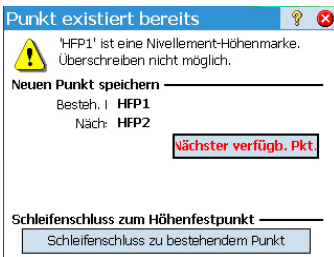 Punkt existiert bereits
'HFP1' ist eine Nivellement-Höhenmarke.
Überschreiben nicht möglich.
Neuen Punkt speichern
Besteh. I HFP1
Näch: HFP2
Nächster verfügb. Pkt.
Schleifenschluss zum Höhenfestpunkt
Schleifenschluss zu bestehendem Punkt